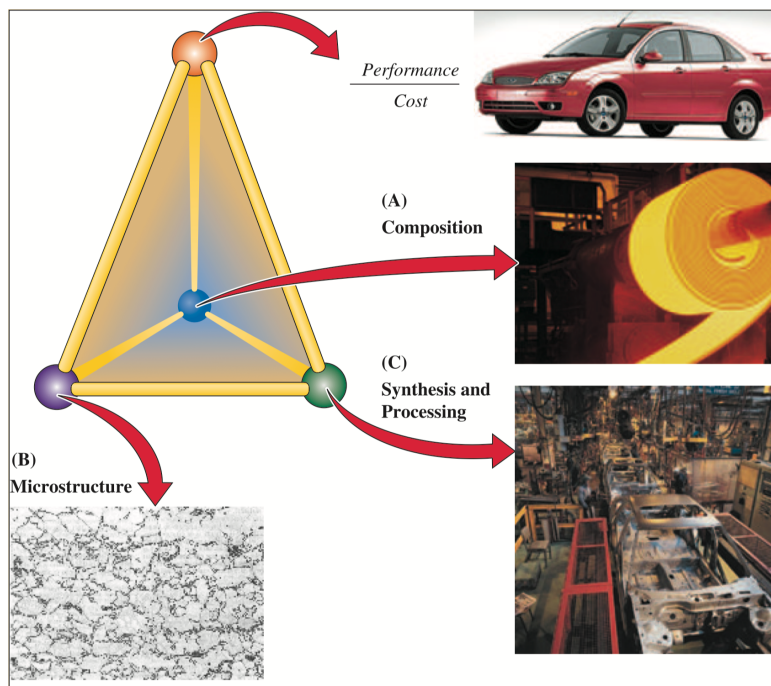 Performance
Cost
(A)
Composition
(C)
Synthesis and
Processing
(B)
Microstructure